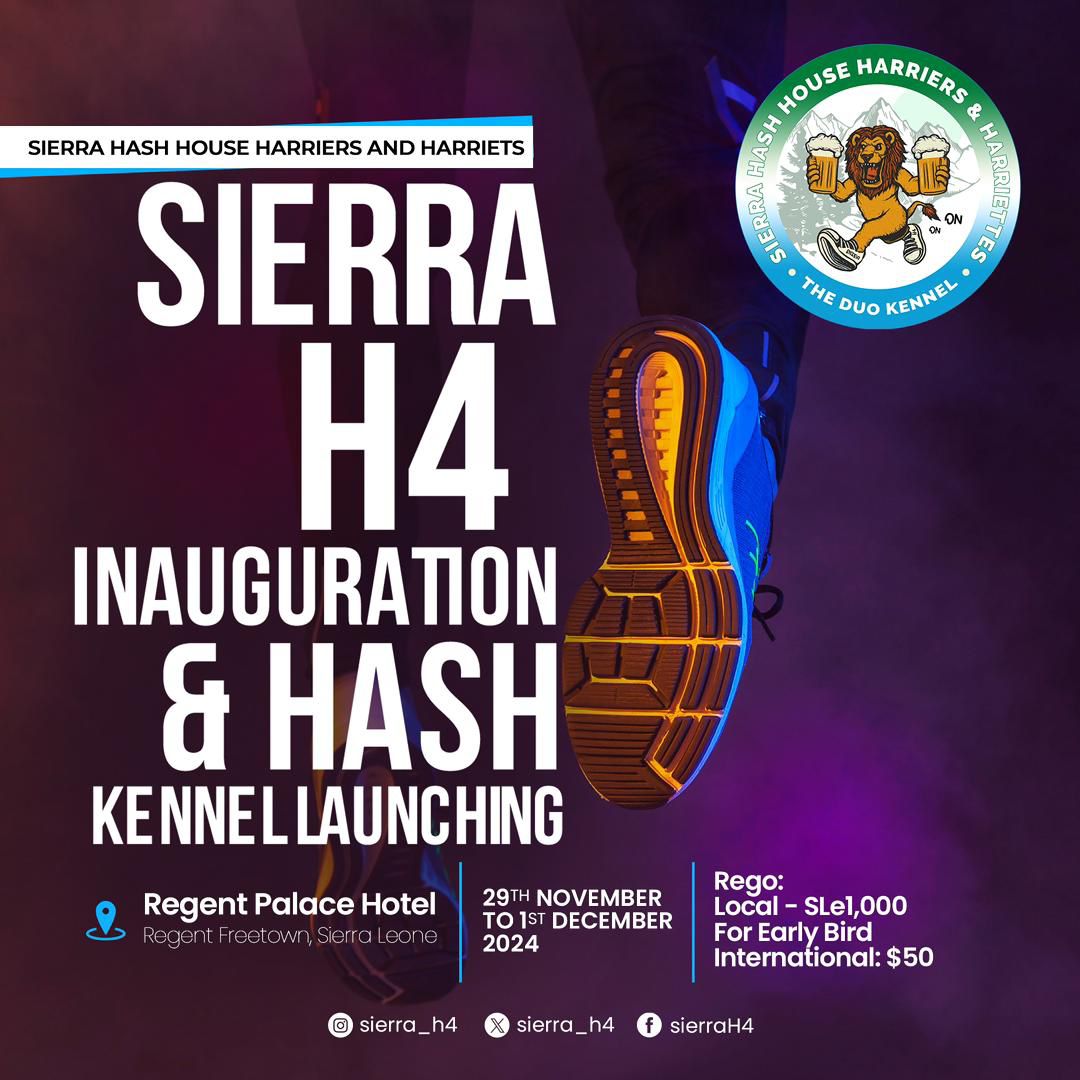 SIERRA HASH HOUSE HARRIERS AND HARRIETS
SIERRA HASH HOUSE HARRIERS & HARRIETTES
ON
ON
• THE DUO KENNEL •
SIERRA
H4
INAUGURATION
& HASH
KENNEL LAUNCHING
Regent Palace Hotel
Regent Freetown, Sierra Leone
29TH NOVEMBER
TO 1ST DECEMBER
2024
Rego:
Local - SLe1,000
For Early Bird
International: $50
sierra_h4
sierra_h4
sierraH4